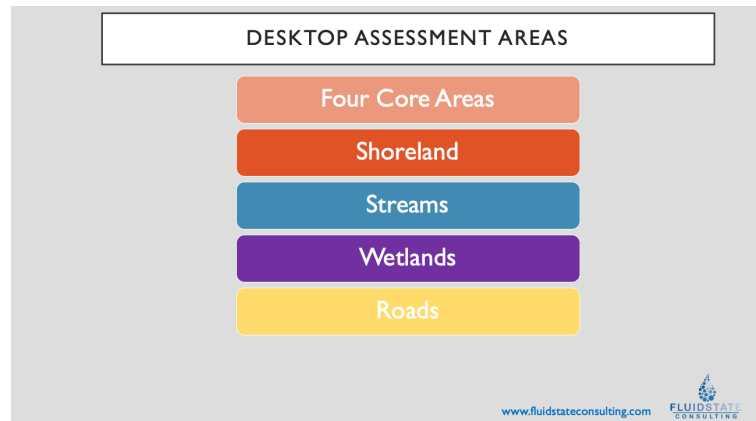 DESKTOP ASSESSMENT AREAS
Four Core Areas
Shoreland
Streams
Wetlands
Roads
www.fluidstateconsulting.com
FLUIDSTATE
CONSULTING